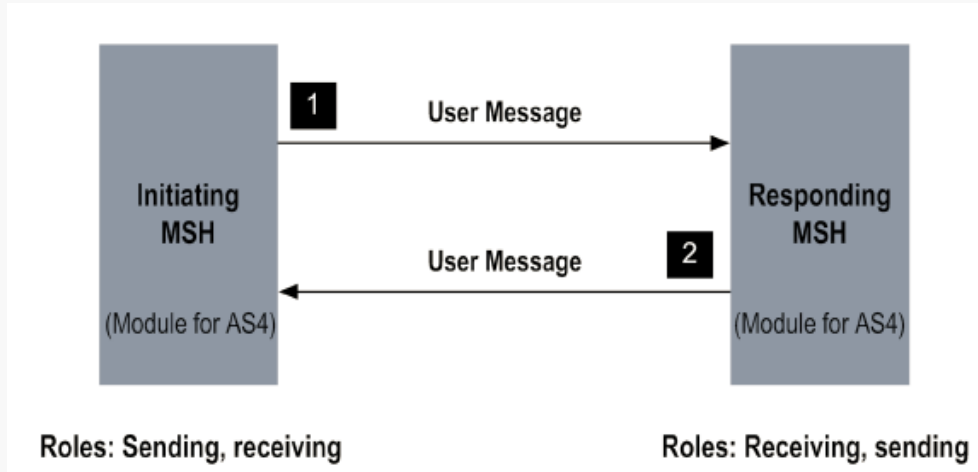 1
User Message
Initiating
MSH
Responding
MSH
User Message
2
(Module for AS4)
(Module for AS4)
Roles: Sending, receiving
Roles: Receiving, sending